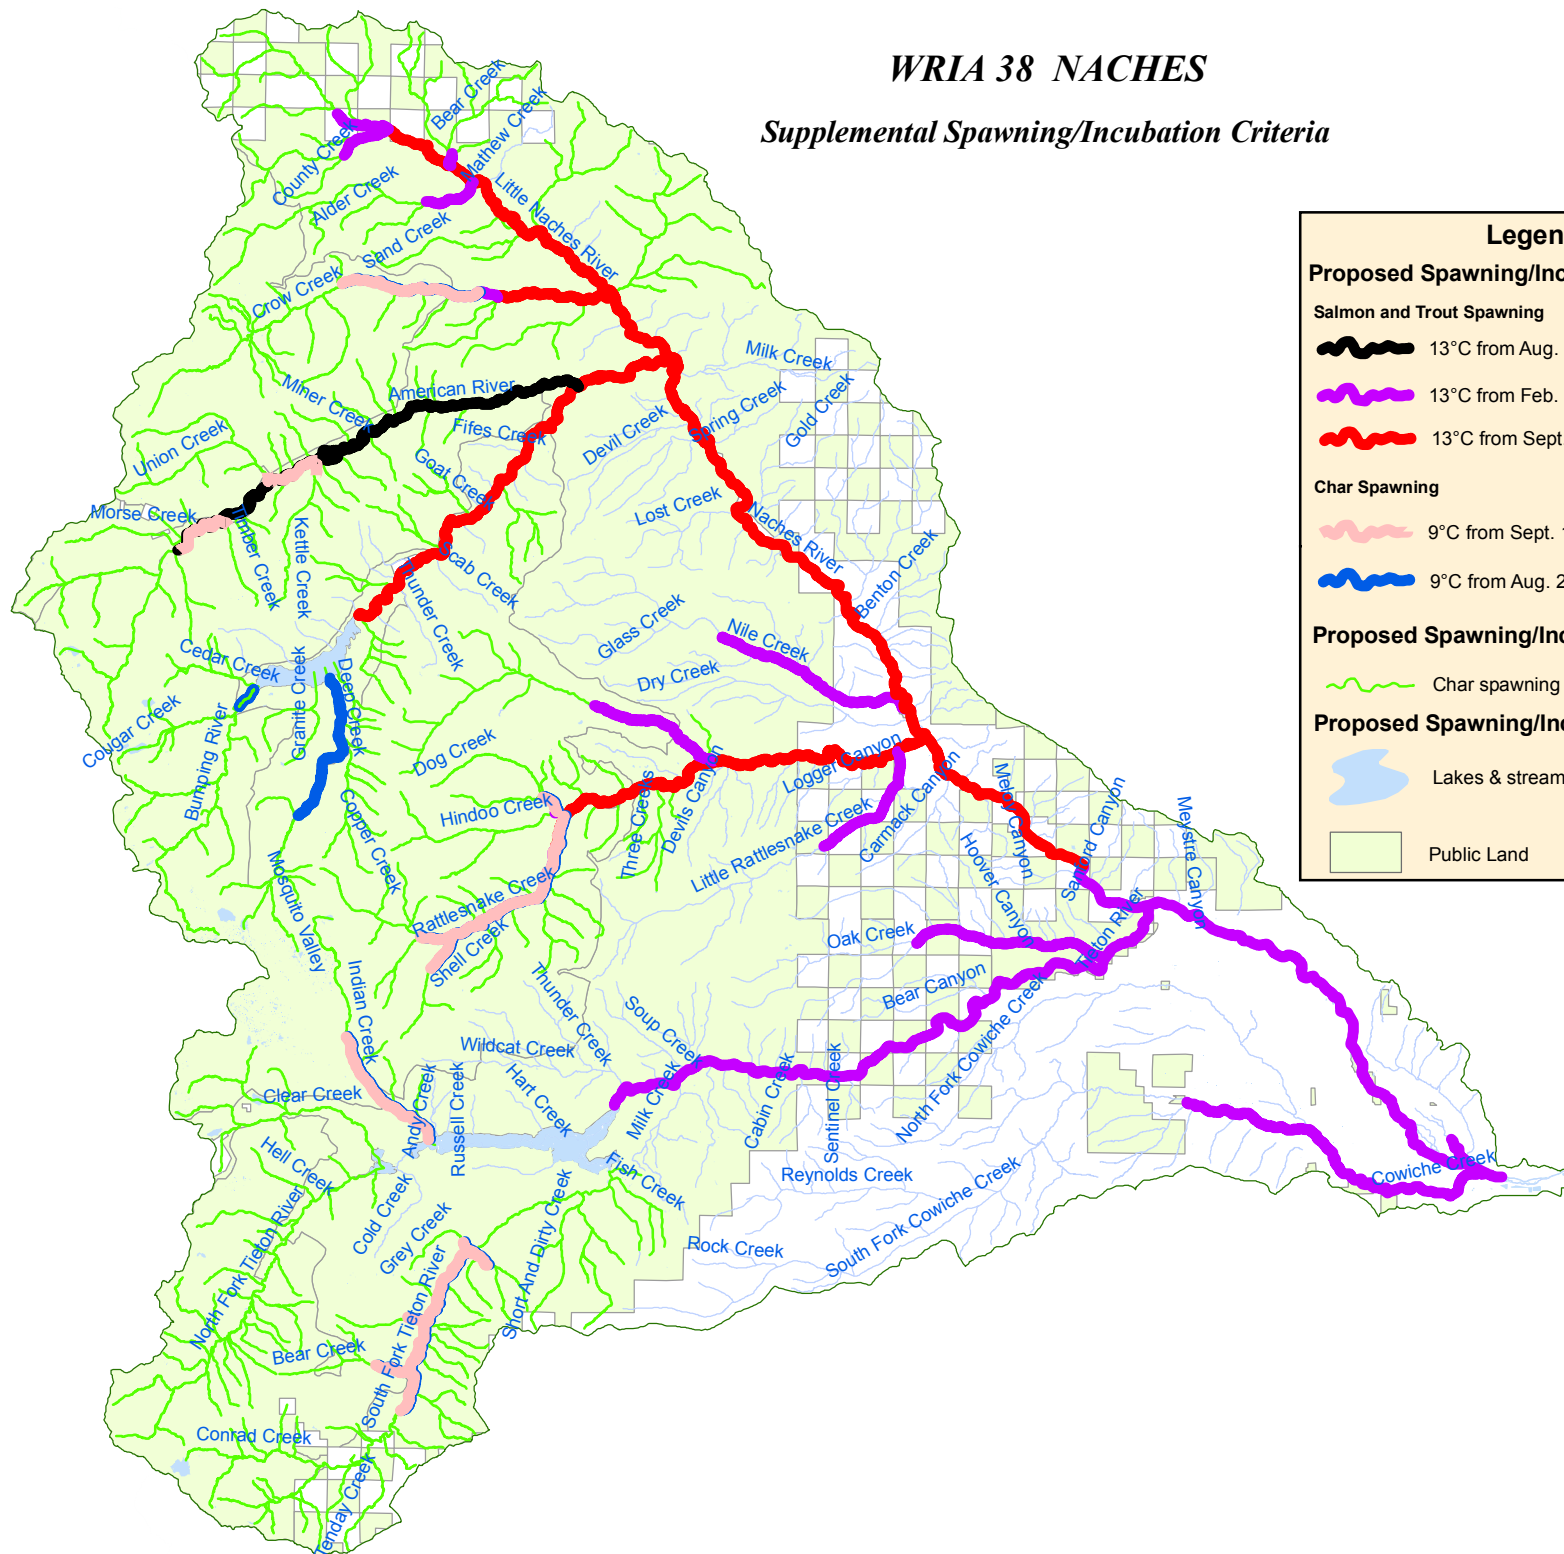 WRIA 38 NACHES
Supplemental Spawning/Incubation Criteria
Legen
Proposed Spawning/Inc
Salmon and Trout Spawning
13°C from Aug.
13°C from Feb.
13°C from Sept
Char Spawning
9°C from Sept. 1
9°C from Aug. 2
Proposed Spawning/Inc
Char spawning
Proposed Spawning/Inc
Lakes & stream
Public Land
Bear Creek
Mathew Creek
County Creek
Alder Creek
Little Naches River
Sand Creek
Crow Creek
Milk Creek
American River
Miner Creek
Spring Creek
Gold Creek
Fifes Creek
Devil Creek
Union Creek
Goat Creek
Lost Creek
Morse Creek
Timber Creek
Kettle Creek
Naches River
Scab Creek
Thunder Creek
Benton Creek
Glass Creek
Nile Creek
Cedar Creek
Granite Creek
Deep Creek
Dry Creek
Cougar Creek
Bumping River
Dog Creek
Logger Canyon
Devils Canyon
Three Creeks
Hindoo Creek
Copper Creek
Little Rattlesnake Creek
Carmack Canyon
Meloy Canyon
Sanford Canyon
Meystre Canyon
Hoover Canyon
Mosquito Valley
Rattlesnake Creek
Shell Creek
Oak Creek
Tieton River
Bear Canyon
Indian Creek
Thunder Creek
Soup Creek
Wildcat Creek
North Fork Cowiche Creek
Clear Creek
Andy Creek
Russell Creek
Hart Creek
Milk Creek
Cabin Creek
Sentinel Creek
Hell Creek
Cold Creek
Fish Creek
Reynolds Creek
Cowiche Creek
Grey Creek
Short And Dirty Creek
Rock Creek
South Fork Cowiche Creek
North Fork Tieton River
South Fork Tieton River
Bear Creek
Conrad Creek
Tenday Creek